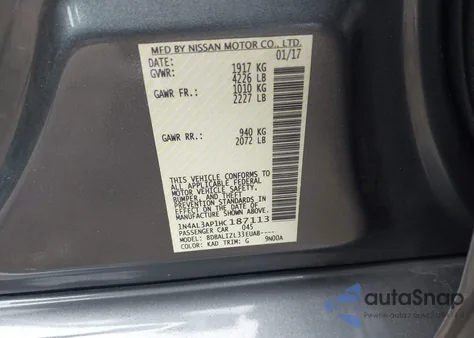 MFD BY NISSAN MOTOR CO., LTD.
DATE: 01/17
GVWR: 1917 KG
4226 LB
GAWR FR.: 1010 KG
2227 LB
GAWR RR.: 940 KG
2072 LB
THIS VEHICLE CONFORMS TO
ALL APPLICABLE FEDERAL
MOTOR VEHICLE SAFETY,
BUMPER, AND THEFT
PREVENTION STANDARDS IN
EFFECT ON THE DATE OF
MANUFACTURE SHOWN ABOVE.
1N4AL3AP1HC187113
PASSENGER CAR 045
MODEL: BDBALIZL33EUAB----
COLOR: KAD TRIM: G 9N00A
autoSnap